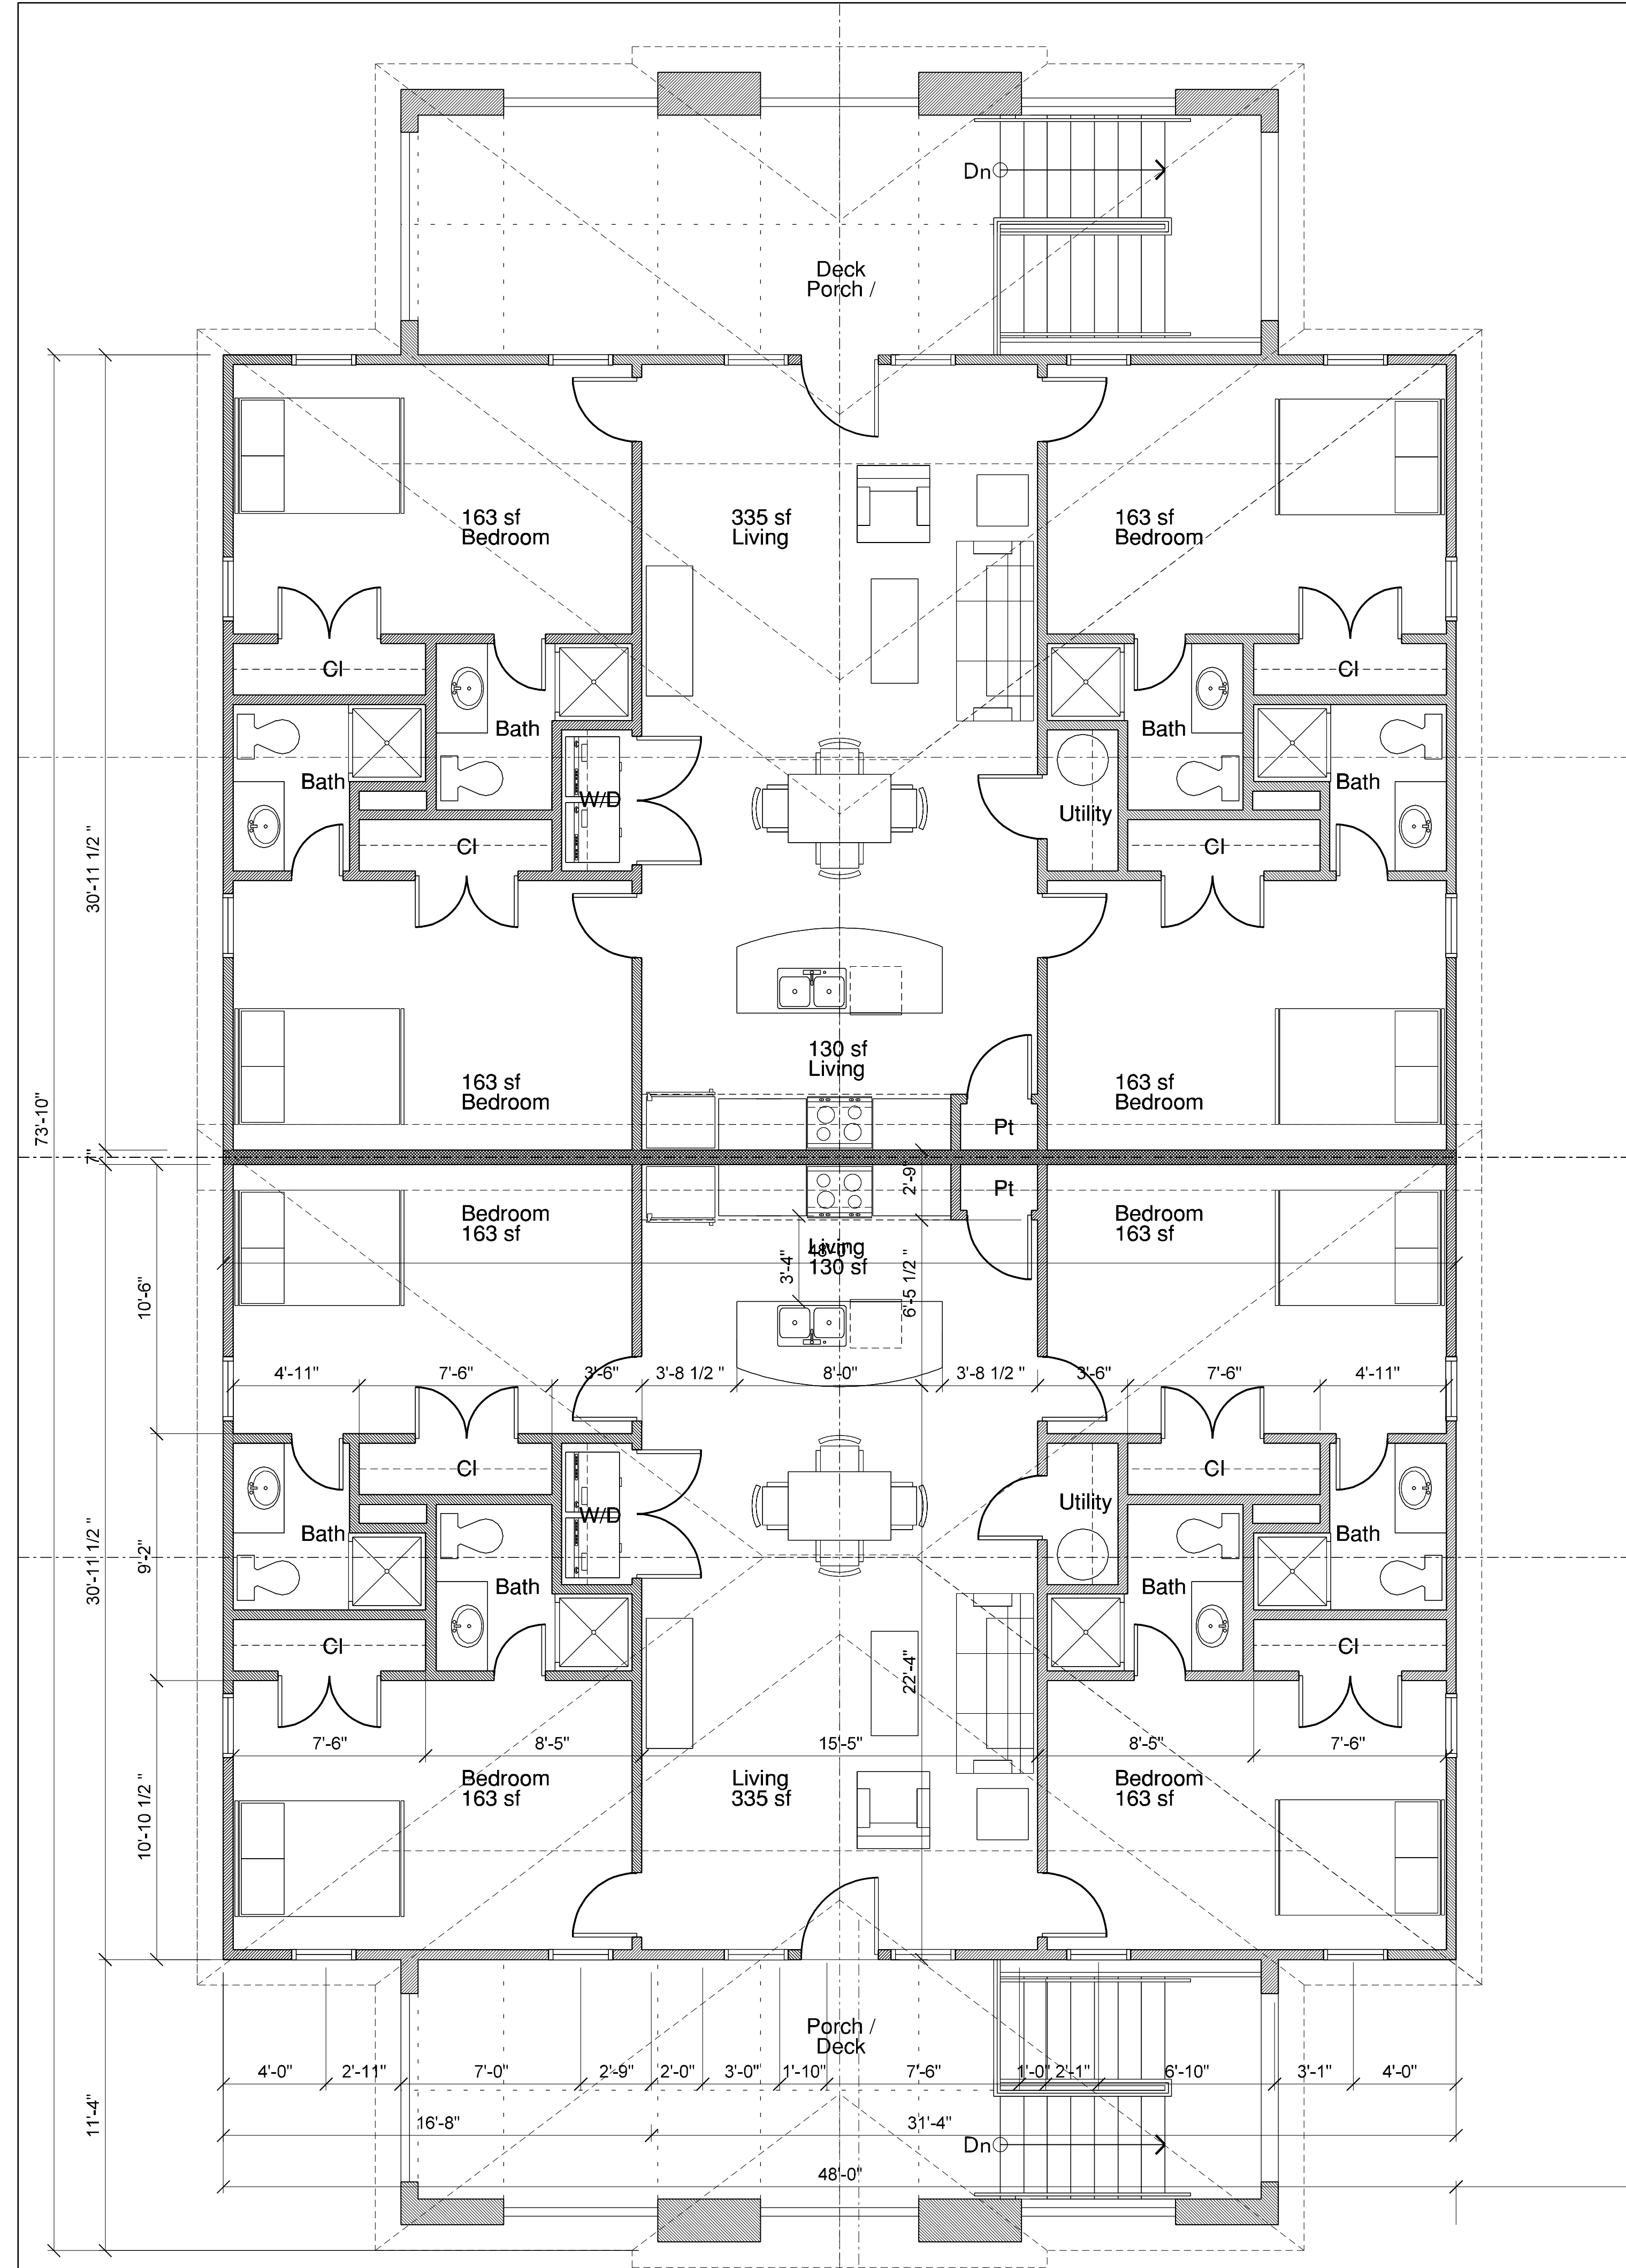 Dn
Deck
Porch /
163 sf
Bedroom
335 sf
Living
163 sf
Bedroom
Cl
Bath
Bath
Cl
W/D
Cl
Bath
Bath
Utility
Cl
30'-11 1/2 "
130 sf
Living
163 sf
Bedroom
163 sf
Bedroom
Pt
73'-10"
7"
Pt
2'-9"
Bedroom
163 sf
Living
130 sf
48'-0"
Bedroom
163 sf
3'-4"
6'-5 1/2 "
10'-6"
4'-11"
7'-6"
3'-6"
3'-8 1/2 "
8'-0"
3'-8 1/2 "
3'-6"
7'-6"
4'-11"
Cl
W/D
Utility
Cl
Bath
Bath
30'-11 1/2 "
9'-2"
Bath
Bath
Cl
Cl
22'-4"
7'-6"
8'-5"
15'-5"
8'-5"
7'-6"
Bedroom
163 sf
Living
335 sf
Bedroom
163 sf
10'-10 1/2 "
Porch /
Deck
4'-0"
2'-11"
7'-0"
2'-9"
2'-0"
3'-0"
1'-10"
7'-6"
1'-0"
2'-1"
6'-10"
3'-1"
4'-0"
11'-4"
16'-8"
31'-4"
Dn
48'-0"